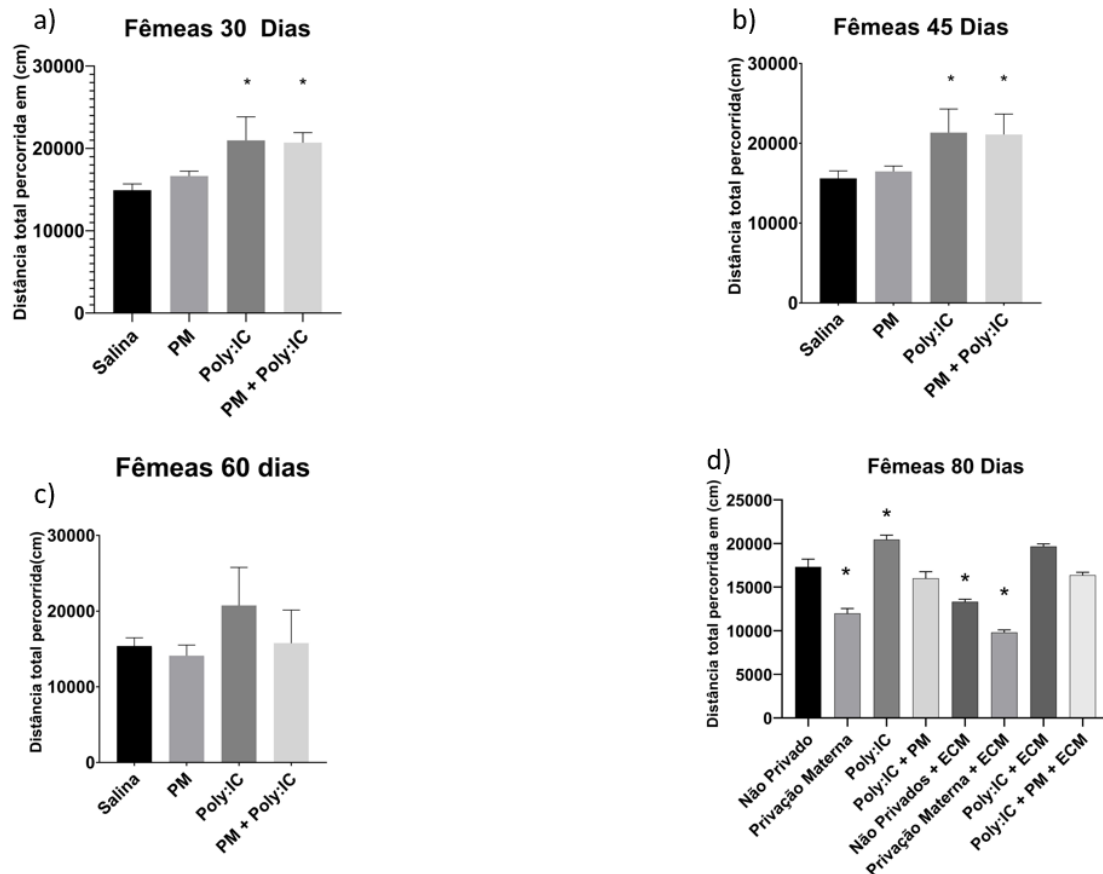 a)
Fêmeas 30 Dias
Distância total percorrida em (cm)
30000
20000
10000
0
*
*
Salina
PM
Poly:IC
PM + Poly:IC
b)
Fêmeas 45 Dias
Distância total percorrida(cm)
30000
20000
10000
0
*
*
Salina
PM
Poly:IC
PM + Poly:IC
Fêmeas 60 dias
c)
Distância total percorrida(cm)
30000
20000
10000
0
Salina
PM
Poly:IC
PM + Poly:IC
d)
Fêmeas 80 Dias
Distância total percorrida em (cm)
25000
20000
15000
10000
5000
0
*
*
*
*
Não Privado
Privação Materna
Poly:IC
Poly:IC + PM
Não Privados + ECM
Privação Materna + ECM
Poly:IC + ECM
Poly:IC + PM + ECM